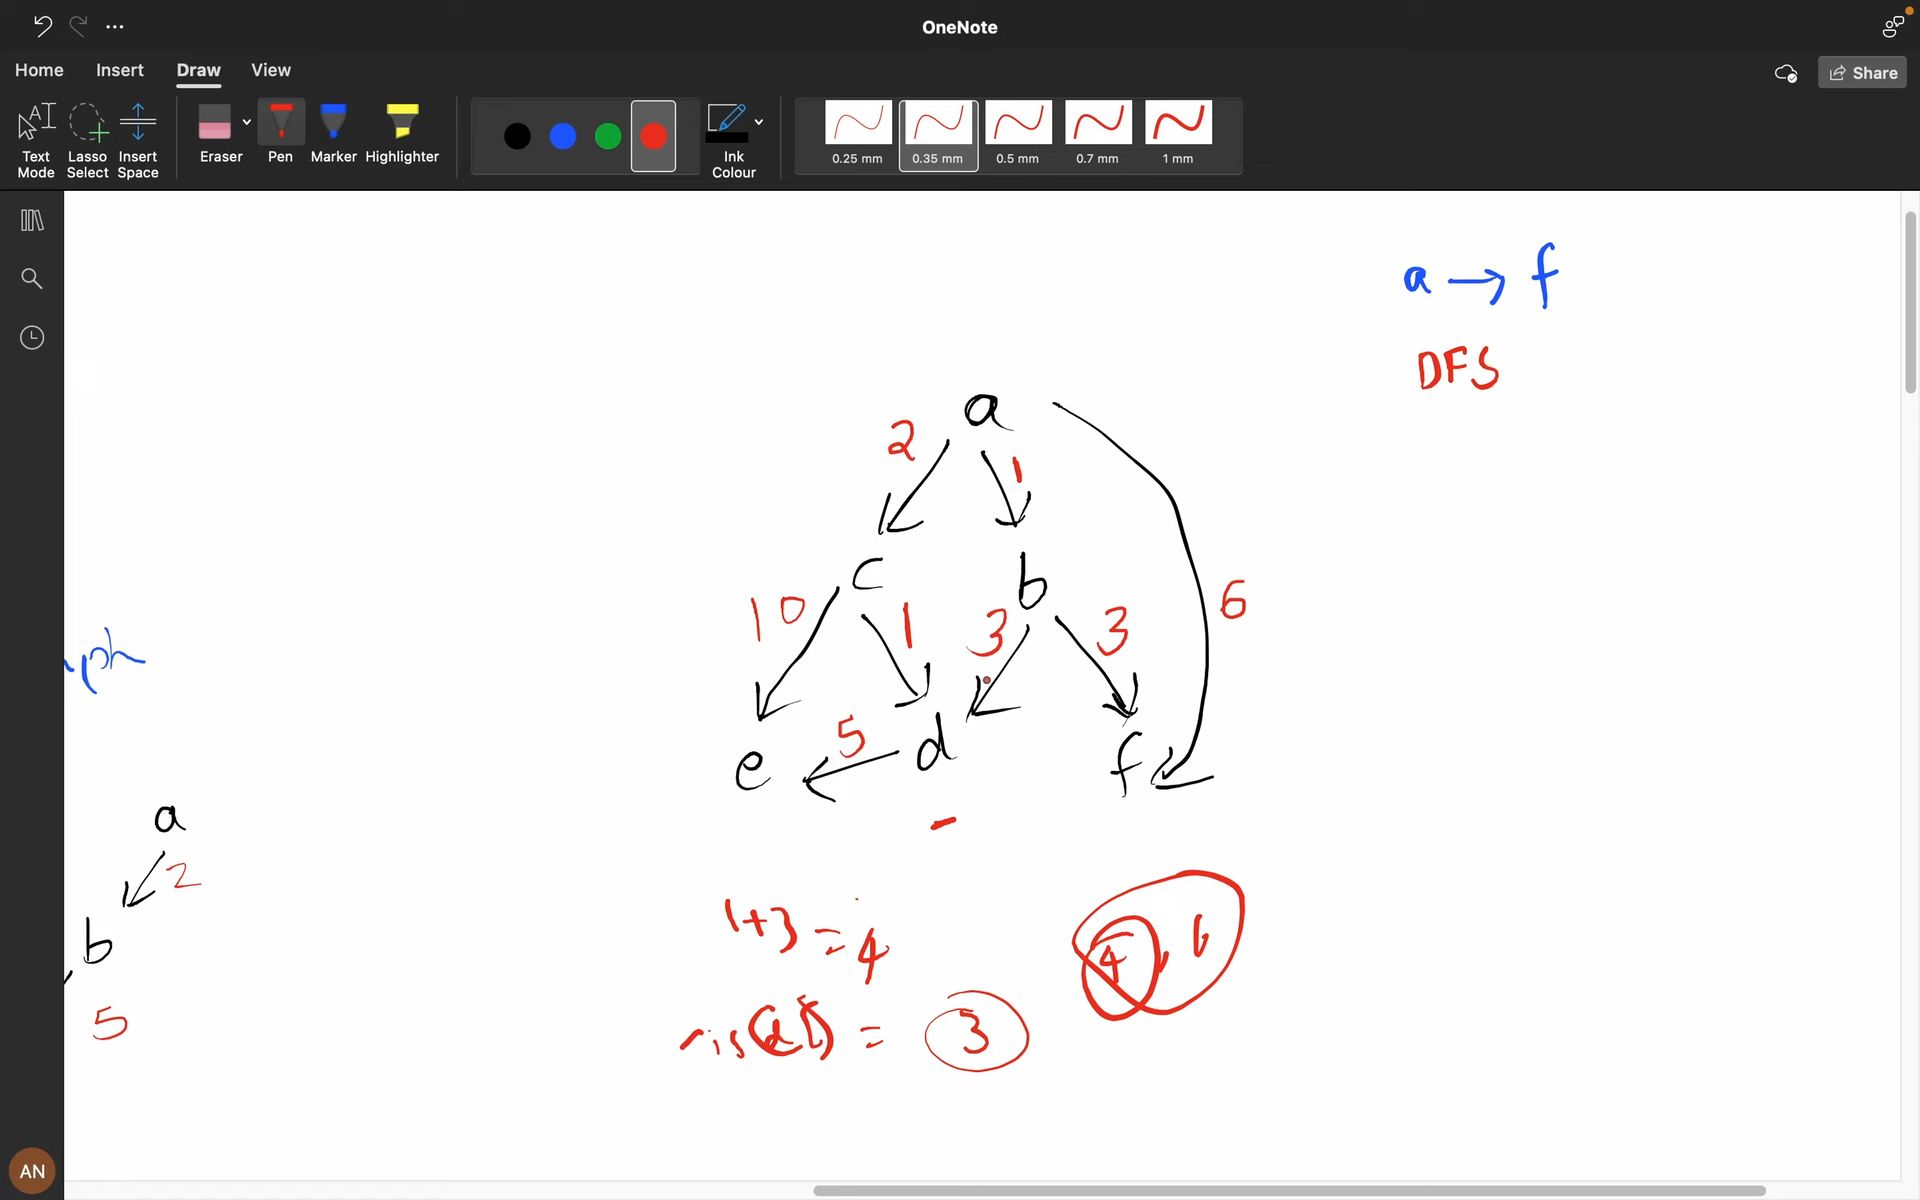 OneNote
Home Insert Draw View
Share
Text Mode
Lasso Select
Insert Space
Eraser
Pen
Marker
Highlighter
Ink Colour
0.25 mm
0.35 mm
0.5 mm
0.7 mm
1 mm
a → f
DFS
a
2 1
c b
6
10 1 3 3
5
e d f
ph
a
2
b
5
1+3 = 4
4, 6
= 3
AN